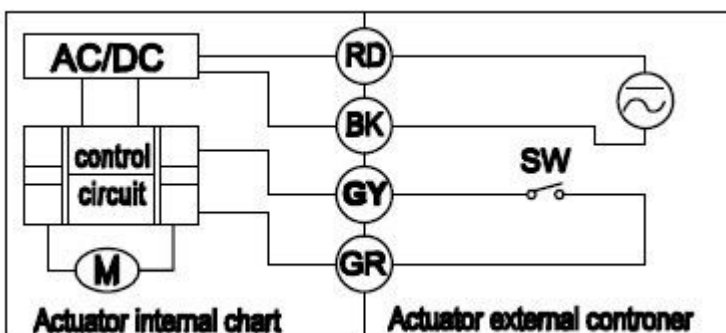 AC/DC
RD
BK
control
circuit
SW
GY
M
GR
Actuator internal chart
Actuator external controner